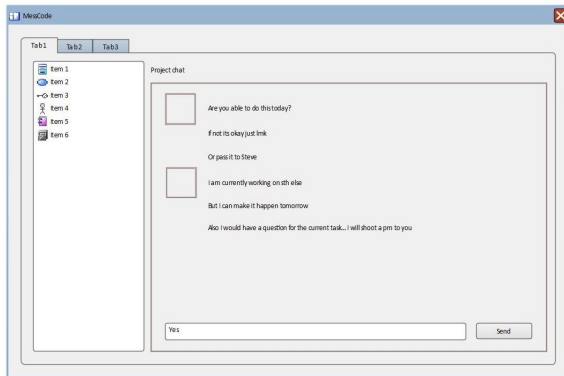 MessCode
Tab1 Tab2 Tab3
Item 1
Item 2
Item 3
Item 4
Item 5
Item 6
Project chat
Are you able to do this today?
If not its okay just lmk
Or pass it to Steve
I am currently working on sth else
But I can make it happen tomorrow
Also I would have a question for the current task... I will shoot a pm to you
Yes
Send